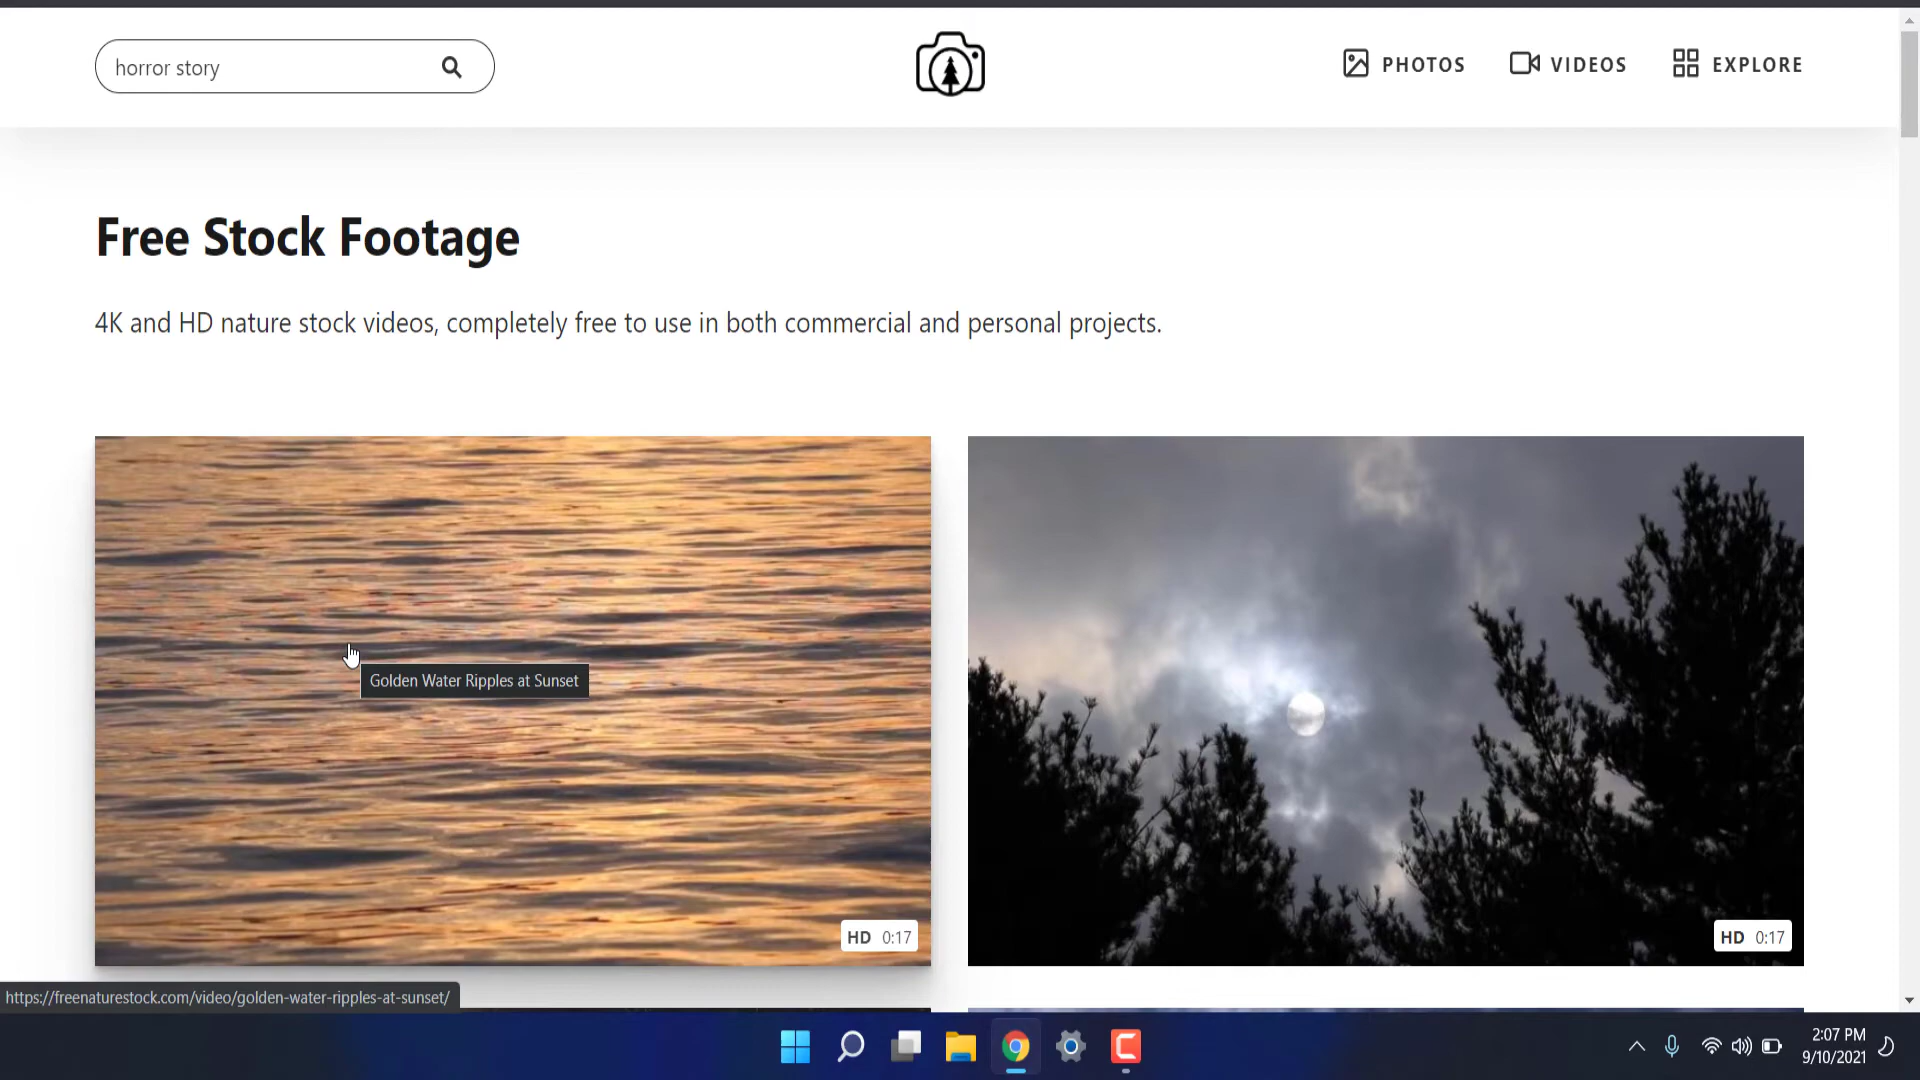 horror story
PHOTOS
VIDEOS
EXPLORE
Free Stock Footage
4K and HD nature stock videos, completely free to use in both commercial and personal projects.
Golden Water Ripples at Sunset
HD 0:17
HD 0:17
https://freenaturestock.com/video/golden-water-ripples-at-sunset/
2:07 PM
9/10/2021